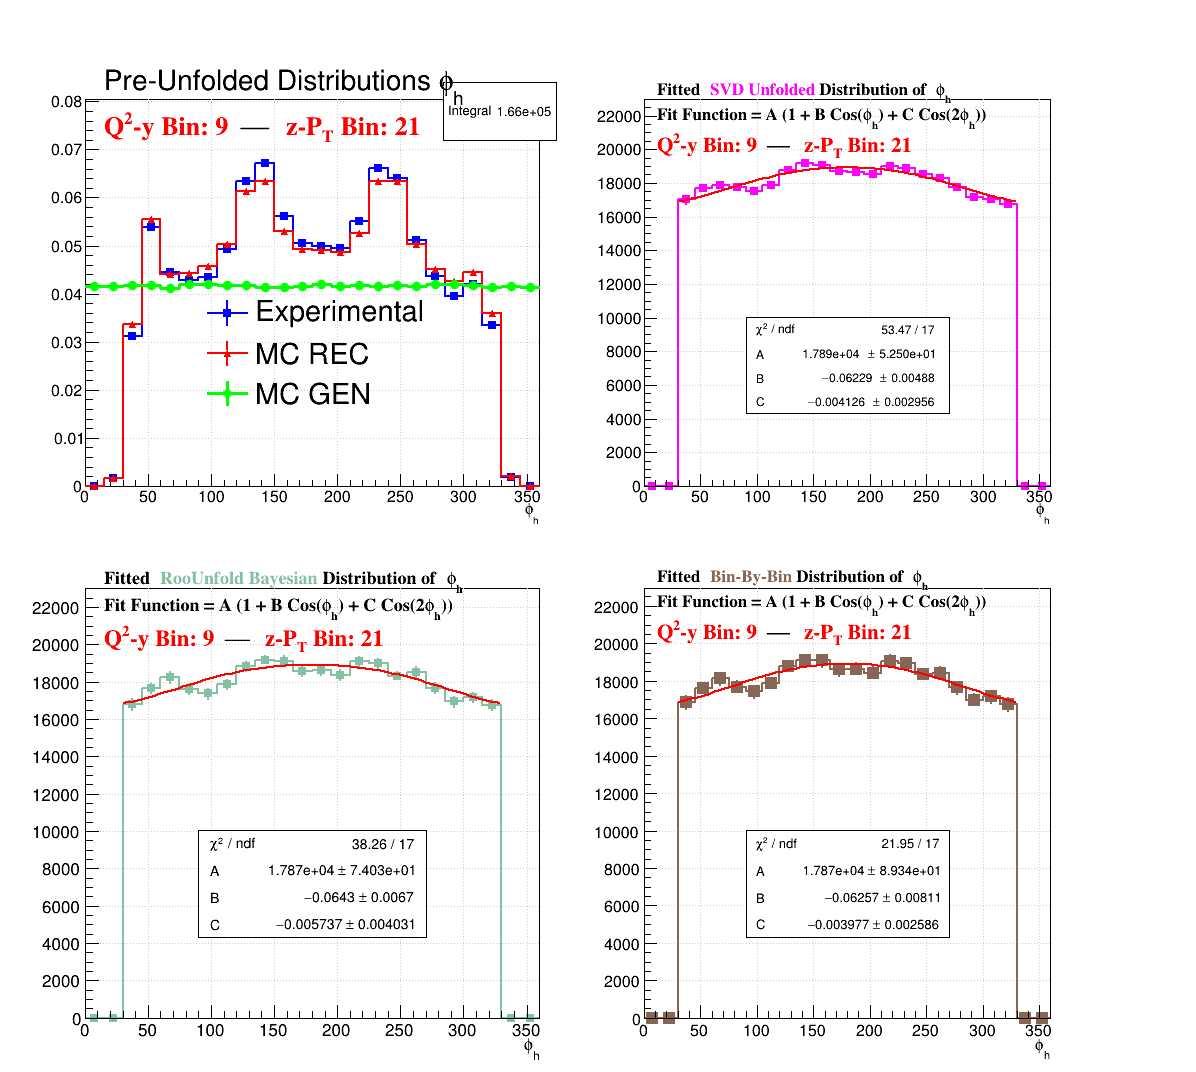 Pre-Unfolded Distributions ϕh
Integral 1.66e+05
Q²-y Bin: 9 — z-PT Bin: 21
0.08
0.07
0.06
0.05
0.04
0.03
0.02
0.01
0
Experimental
MC REC
MC GEN
0 50 100 150 200 250 300 350
ϕh
Fitted SVD Unfolded Distribution of ϕh
Fit Function = A (1 + B Cos(ϕh) + C Cos(2ϕh))
Q²-y Bin: 9 — z-PT Bin: 21
22000
20000
18000
16000
14000
12000
10000
8000
6000
4000
2000
0
χ² / ndf 53.47 / 17
A 1.789e+04 ± 5.250e+01
B −0.06229 ± 0.00488
C −0.004126 ± 0.002956
0 50 100 150 200 250 300 350
ϕh
Fitted RooUnfold Bayesian Distribution of ϕh
Fit Function = A (1 + B Cos(ϕh) + C Cos(2ϕh))
Q²-y Bin: 9 — z-PT Bin: 21
22000
20000
18000
16000
14000
12000
10000
8000
6000
4000
2000
0
χ² / ndf 38.26 / 17
A 1.787e+04 ± 7.403e+01
B −0.0643 ± 0.0067
C −0.005737 ± 0.004031
0 50 100 150 200 250 300 350
ϕh
Fitted Bin-By-Bin Distribution of ϕh
Fit Function = A (1 + B Cos(ϕh) + C Cos(2ϕh))
Q²-y Bin: 9 — z-PT Bin: 21
22000
20000
18000
16000
14000
12000
10000
8000
6000
4000
2000
0
χ² / ndf 21.95 / 17
A 1.787e+04 ± 8.934e+01
B −0.06257 ± 0.00811
C −0.003977 ± 0.002586
0 50 100 150 200 250 300 350
ϕh